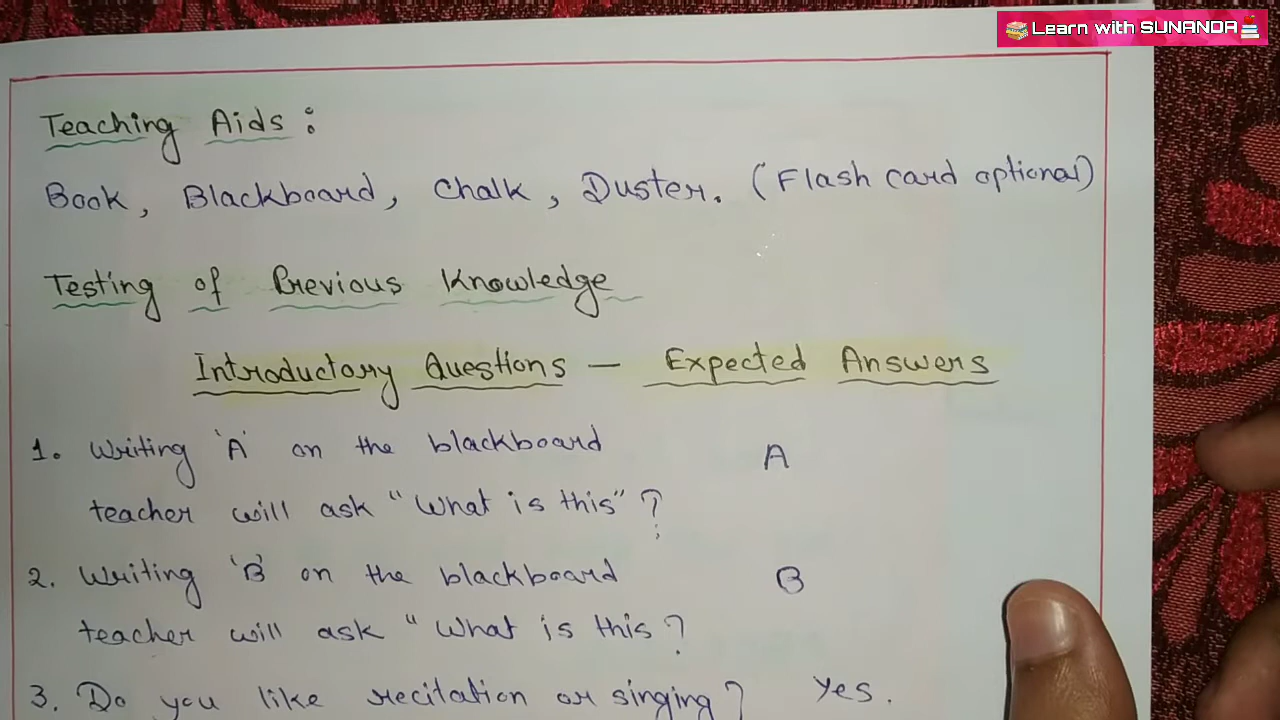 Learn with SUNANDA
Teaching Aids :
Book, Blackboard, Chalk, Duster. (Flash card optional)
Testing of Previous Knowledge
Introductory Questions — Expected Answers
1. Writing 'A' on the blackboard A
teacher will ask "What is this"?
2. Writing 'B' on the blackboard B
teacher will ask "What is this?
3. Do you like recitation or singing? Yes.